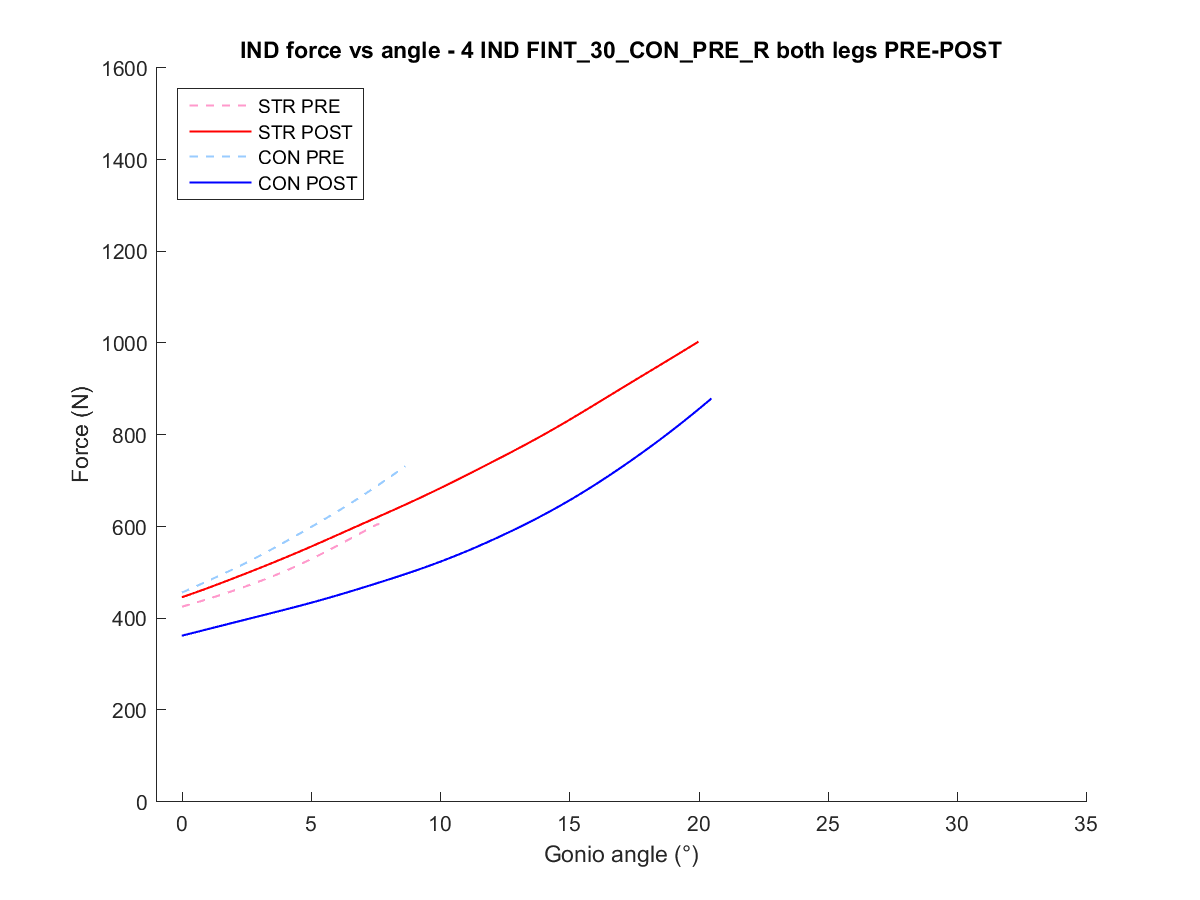 IND force vs angle - 4 IND FINT_30_CON_PRE_R both legs PRE-POST
1600
1400
1200
1000
800
600
400
200
0
Force (N)
STR PRE
STR POST
CON PRE
CON POST
0 5 10 15 20 25 30 35
Gonio angle (°)